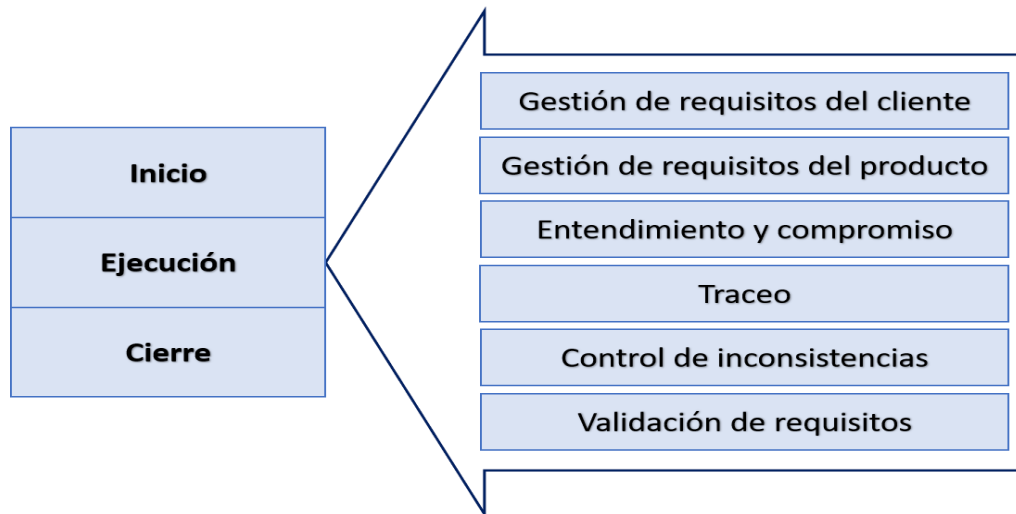 Inicio
Ejecución
Cierre
Gestión de requisitos del cliente
Gestión de requisitos del producto
Entendimiento y compromiso
Traceo
Control de inconsistencias
Validación de requisitos